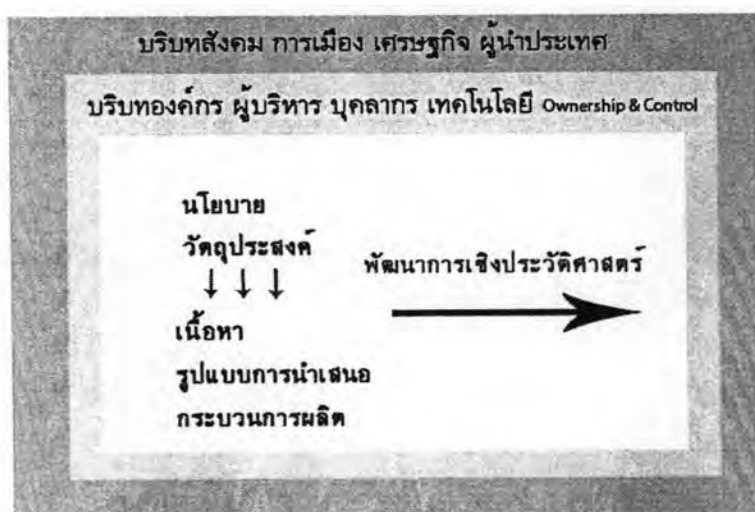 บริบทสังคม การเมือง เศรษฐกิจ ผู้นำประเทศ
บริบทองค์กร ผู้บริหาร บุคลากร เทคโนโลยี Ownership & Control
นโยบาย
วัตถุประสงค์
↓ ↓ ↓
เนื้อหา
รูปแบบการนำเสนอ
กระบวนการผลิต
พัฒนาการเชิงประวัติศาสตร์